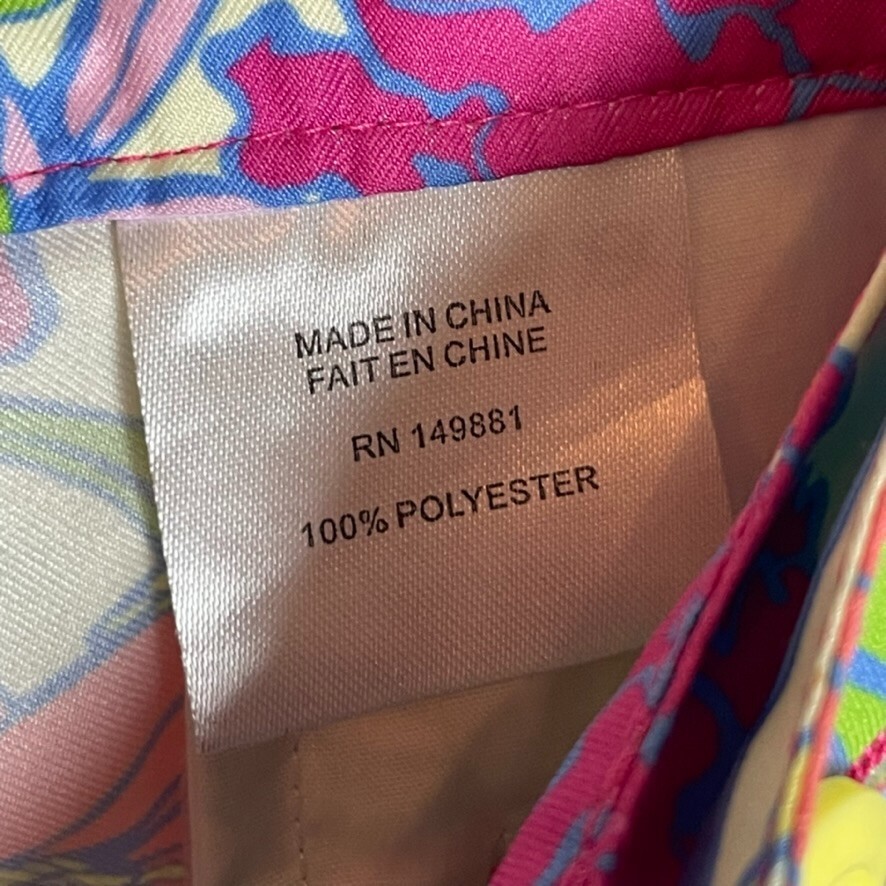 MADE IN CHINA
FAIT EN CHINE
RN 149881
100% POLYESTER